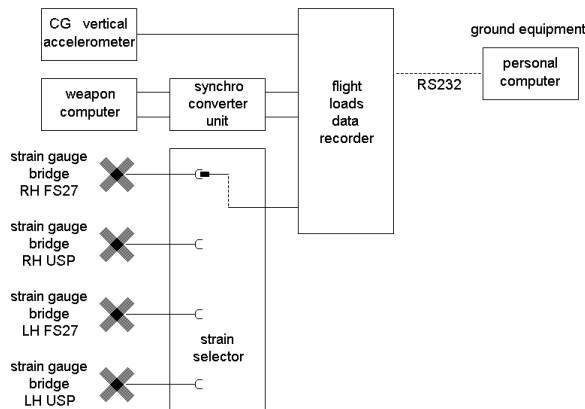 CG vertical
accelerometer
weapon
computer
synchro
converter
unit
flight
loads
data
recorder
ground equipment
personal
computer
RS232
strain gauge
bridge
RH FS27
strain gauge
bridge
RH USP
strain gauge
bridge
LH FS27
strain gauge
bridge
LH USP
strain
selector